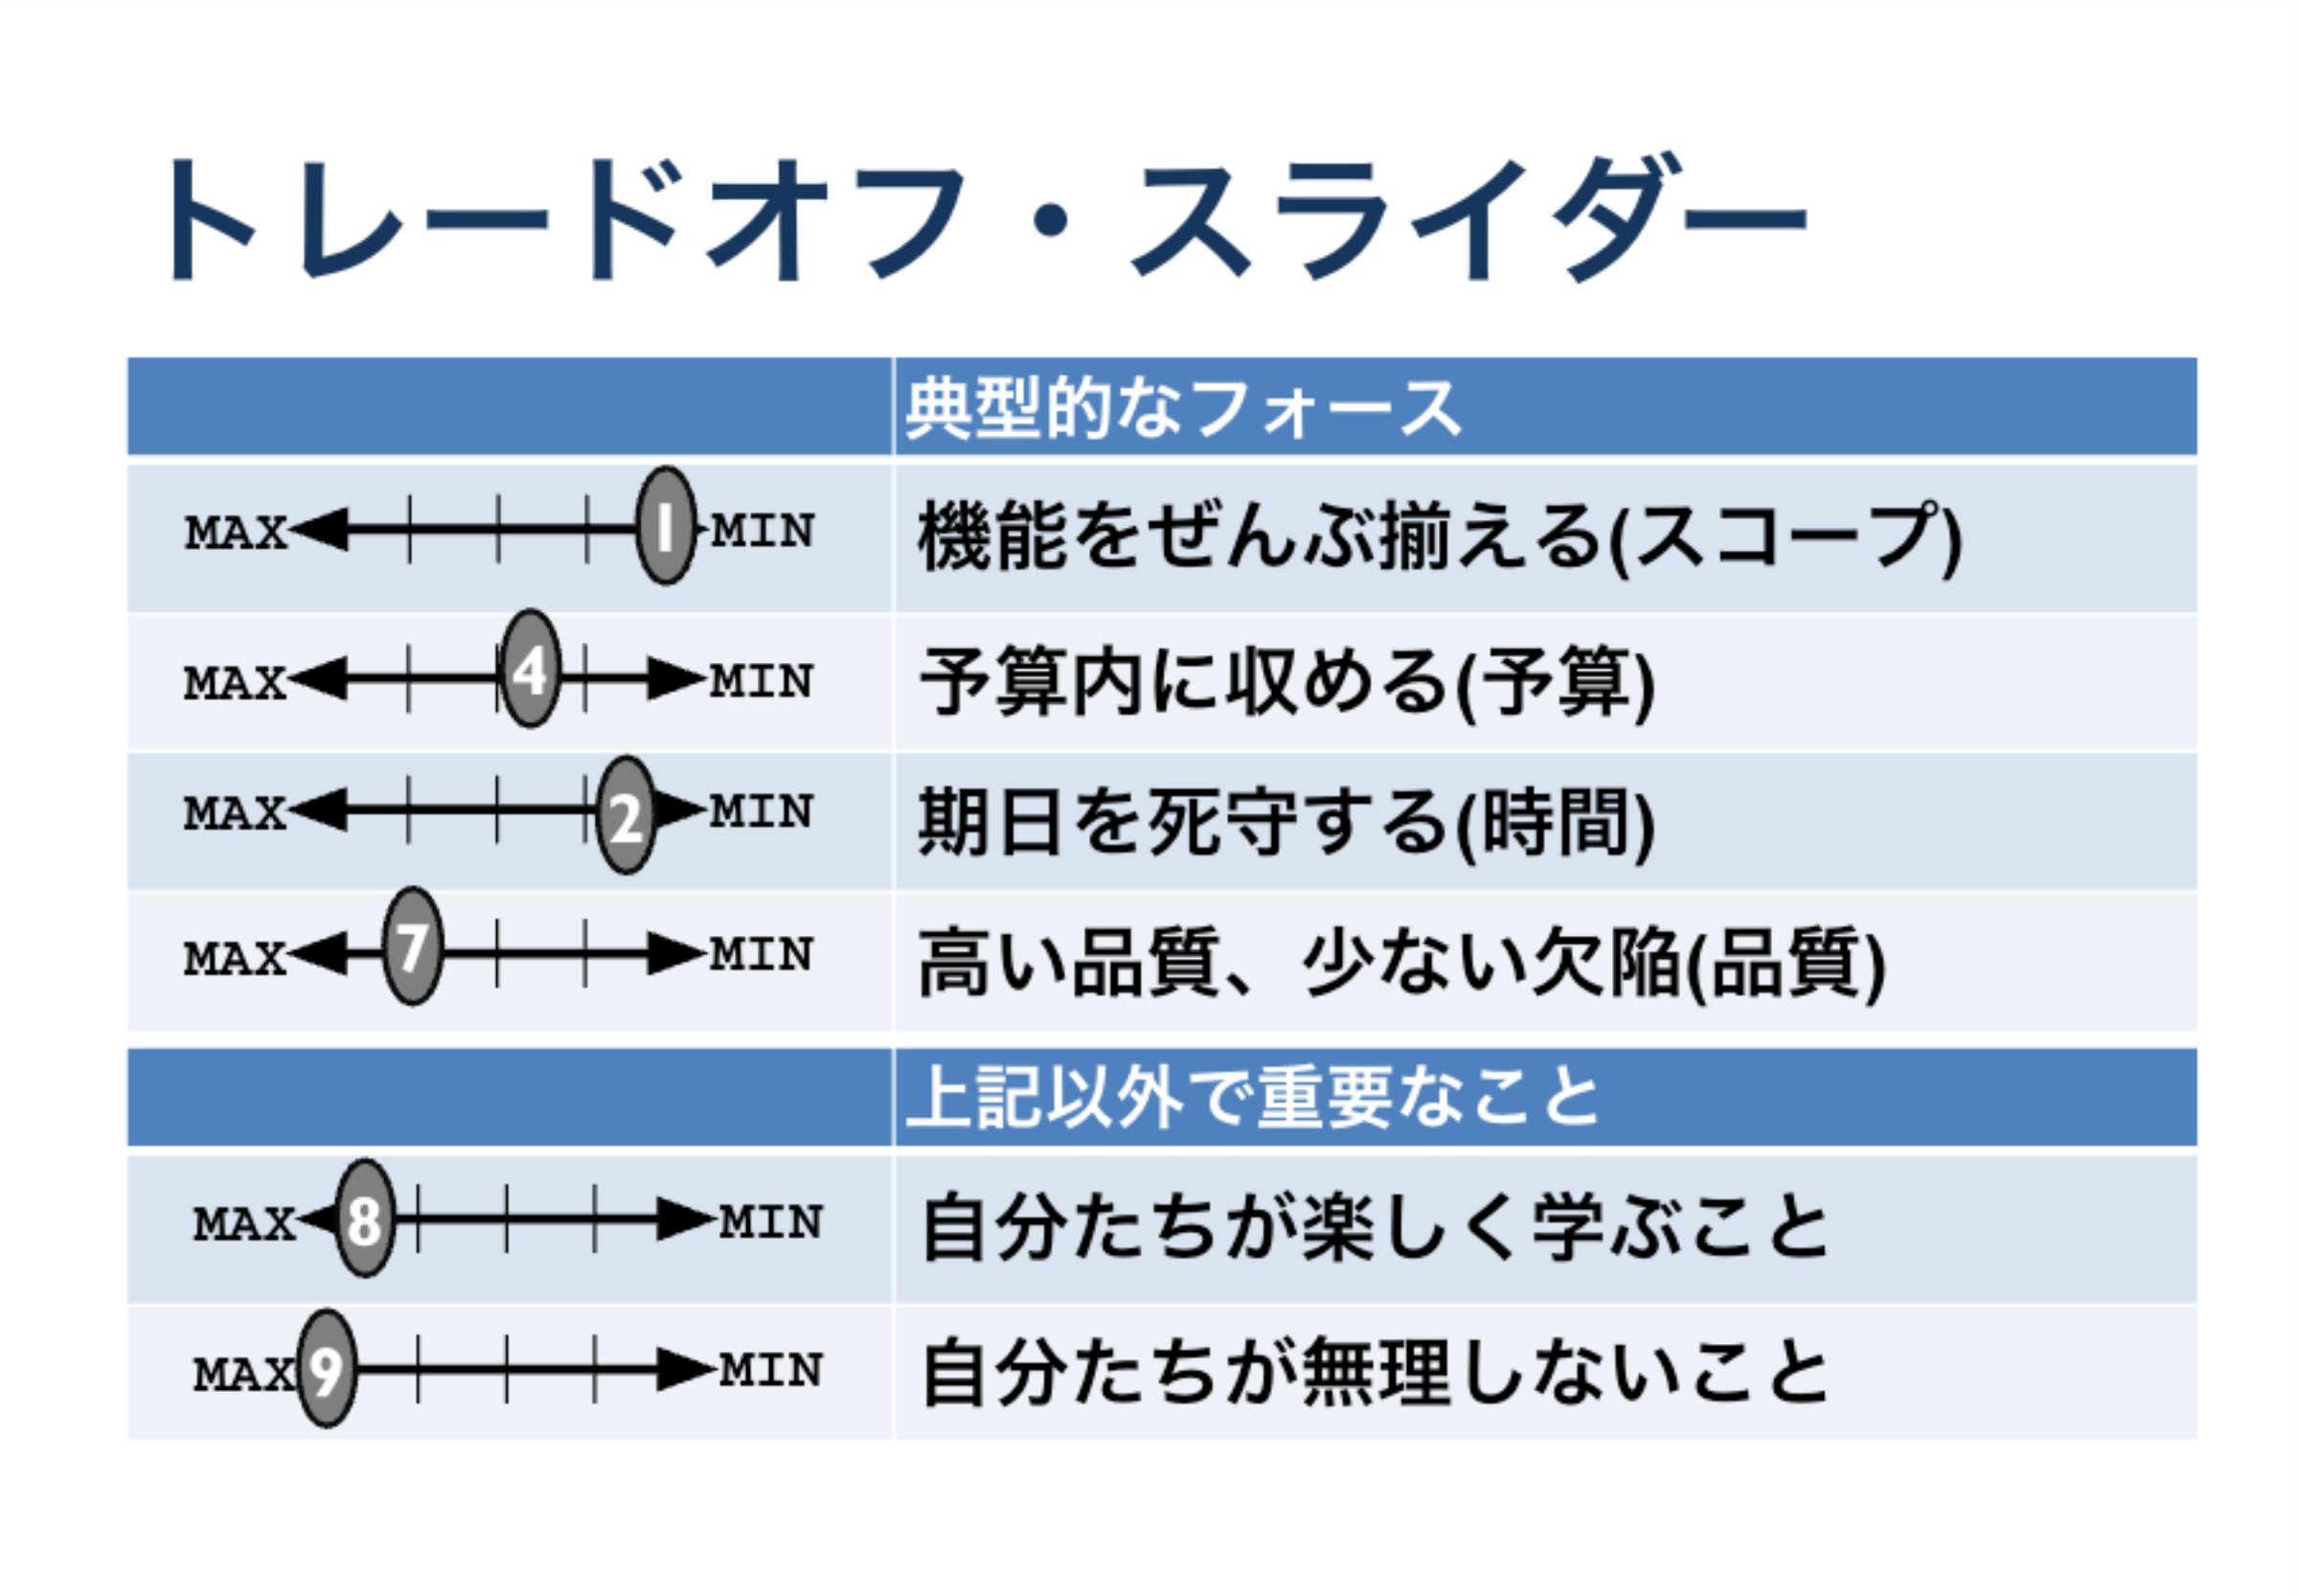 トレードオフ・スライダー
典型的なフォース
MAX 1 MIN 機能をぜんぶ揃える(スコープ)
MAX 4 MIN 予算内に収める(予算)
MAX 2 MIN 期日を死守する(時間)
MAX 7 MIN 高い品質、少ない欠陥(品質)
上記以外で重要なこと
MAX 8 MIN 自分たちが楽しく学ぶこと
MAX 9 MIN 自分たちが無理しないこと